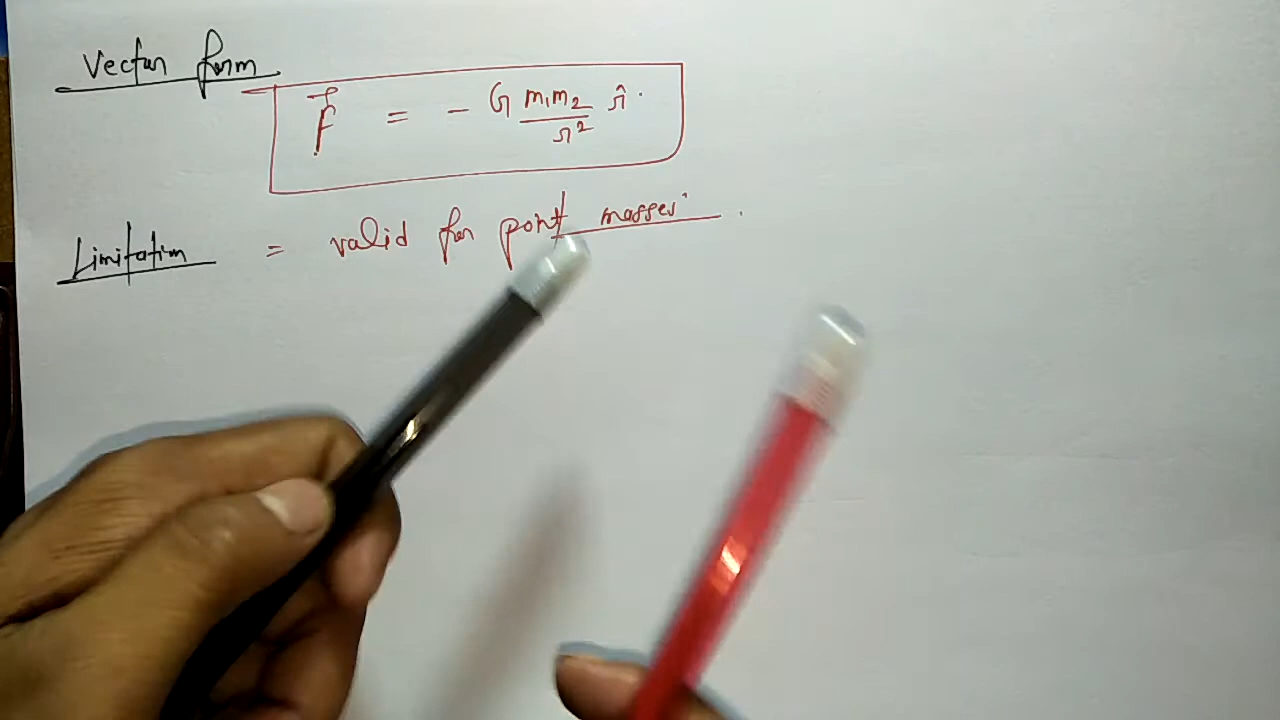 Vector form
F⃗ = - G m₁m₂/r² r̂.
Limitation = valid for point masses.